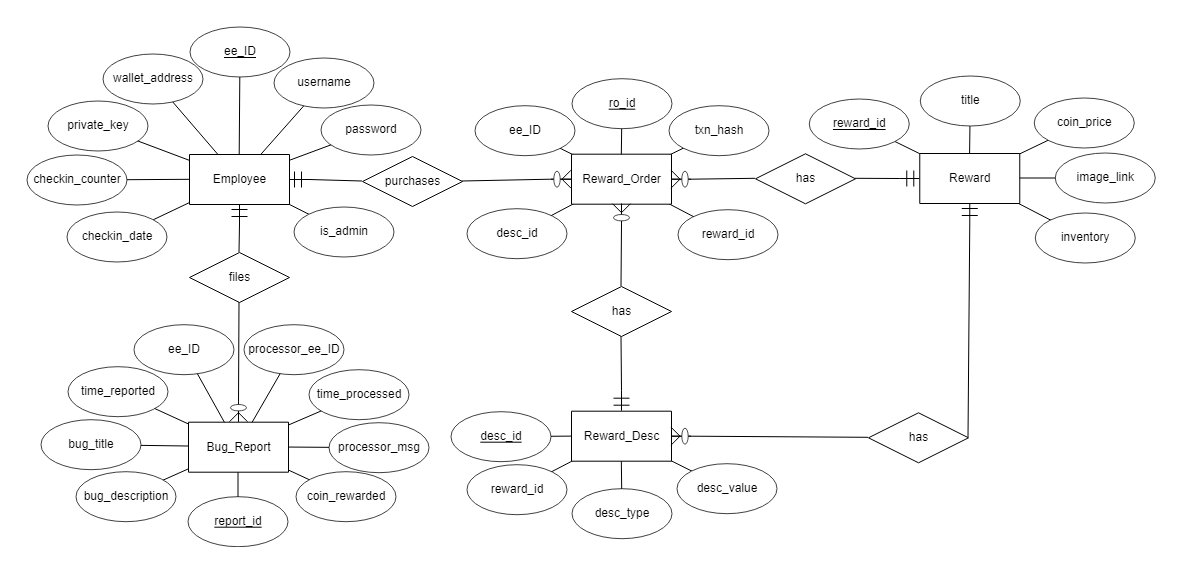 ee_ID
wallet_address
username
private_key
password
checkin_counter
Employee
checkin_date
is_admin
purchases
ro_id
ee_ID
txn_hash
Reward_Order
desc_id
reward_id
has
title
reward_id
coin_price
Reward
image_link
inventory
files
has
ee_ID
processor_ee_ID
time_reported
time_processed
bug_title
Bug_Report
processor_msg
bug_description
coin_rewarded
report_id
desc_id
Reward_Desc
reward_id
desc_value
desc_type
has